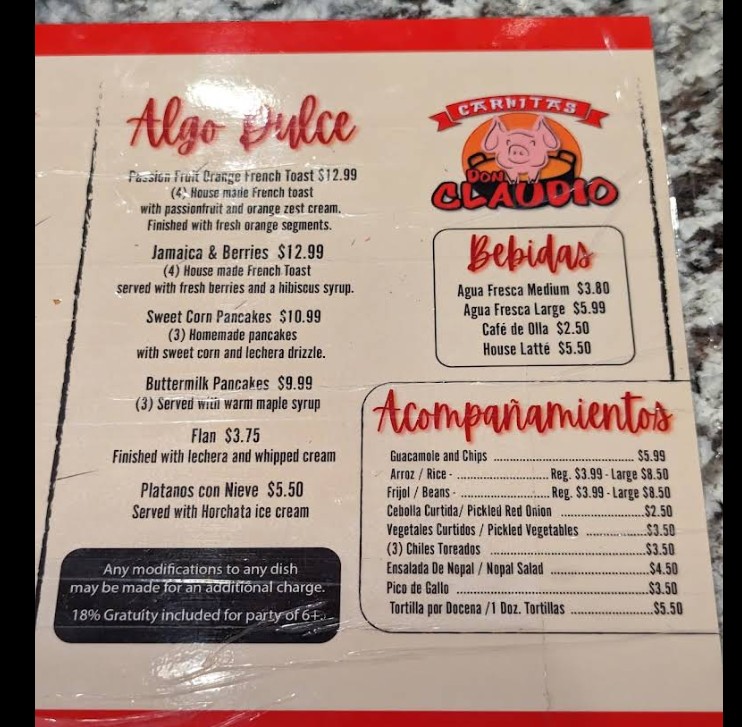 Algo Dulce
Passion Fruit Orange French Toast $12.99
(4) House made French toast
with passionfruit and orange zest cream.
Finished with fresh orange segments.
Jamaica & Berries $12.99
(4) House made French Toast
served with fresh berries and a hibiscus syrup.
Sweet Corn Pancakes $10.99
(3) Homemade pancakes
with sweet corn and lechera drizzle.
Buttermilk Pancakes $9.99
(3) Served with warm maple syrup
Flan $3.75
Finished with lechera and whipped cream
Platanos con Nieve $5.50
Served with Horchata ice cream
Any modifications to any dish
may be made for an additional charge.
18% Gratuity included for party of 6+.
CARNITAS
DON
CLAUDIO
Bebidas
Agua Fresca Medium $3.80
Agua Fresca Large $5.99
Café de Olla $2.50
House Latté $5.50
Acompañamientos
Guacamole and Chips ................................... $5.99
Arroz / Rice - ........................ Reg. $3.99 - Large $8.50
Frijol / Beans - ...................... Reg. $3.99 - Large $8.50
Cebolla Curtida/ Pickled Red Onion ........................ $2.50
Vegetales Curtidos / Pickled Vegetables ................$3.50
(3) Chiles Toreados ..........................................$3.50
Ensalada De Nopal / Nopal Salad .........................$4.50
Pico de Gallo ................................................$3.50
Tortilla por Docena /1 Doz. Tortillas .....................$5.50